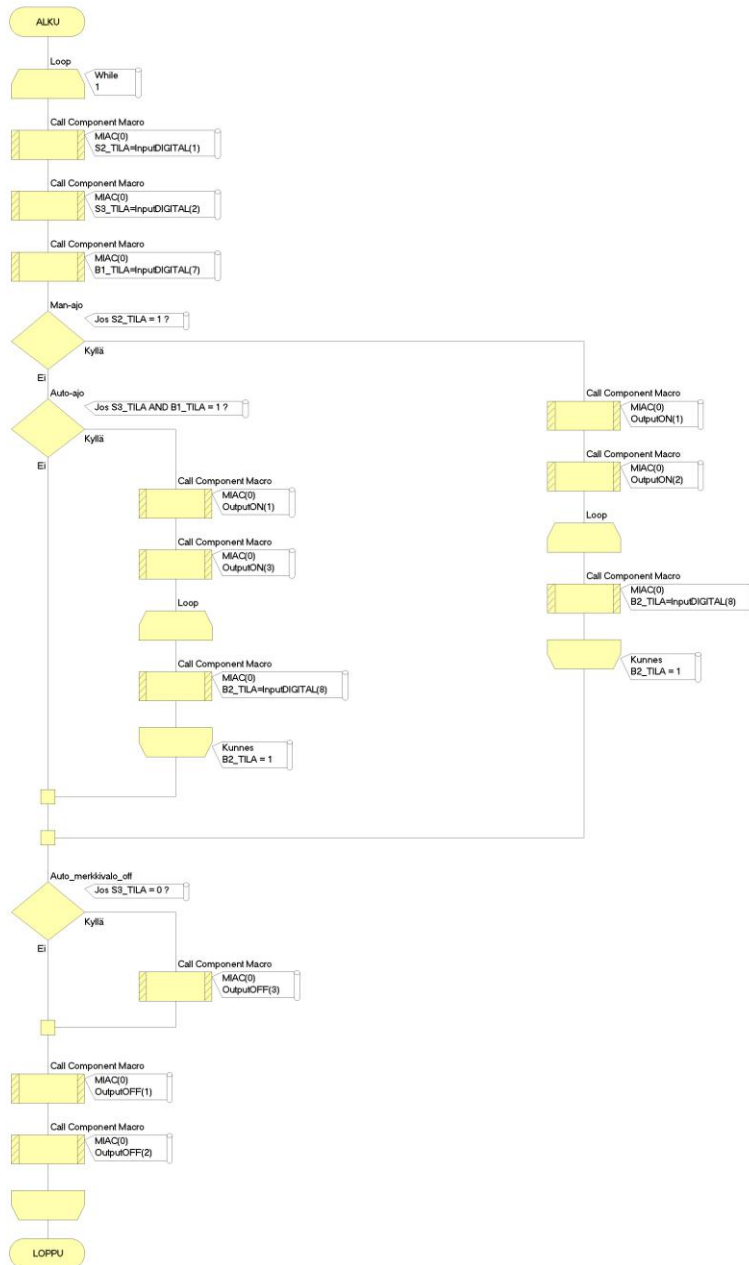 ALKU
Loop
While
1
Call Component Macro
MIAC(0)
S2_TILA=InputDIGITAL(1)
Call Component Macro
MIAC(0)
S3_TILA=InputDIGITAL(2)
Call Component Macro
MIAC(0)
B1_TILA=InputDIGITAL(7)
Man-ajo
Jos S2_TILA = 1 ?
Kyllä
Ei
Auto-ajo
Jos S3_TILA AND B1_TILA = 1 ?
Kyllä
Ei
Call Component Macro
MIAC(0)
OutputON(1)
Call Component Macro
MIAC(0)
OutputON(3)
Loop
Call Component Macro
MIAC(0)
B2_TILA=InputDIGITAL(8)
Kunnes
B2_TILA = 1
Call Component Macro
MIAC(0)
OutputON(1)
Call Component Macro
MIAC(0)
OutputON(2)
Loop
Call Component Macro
MIAC(0)
B2_TILA=InputDIGITAL(8)
Kunnes
B2_TILA = 1
Auto_merkkivalo_off
Jos S3_TILA = 0 ?
Kyllä
Ei
Call Component Macro
MIAC(0)
OutputOFF(3)
Call Component Macro
MIAC(0)
OutputOFF(1)
Call Component Macro
MIAC(0)
OutputOFF(2)
LOPPU